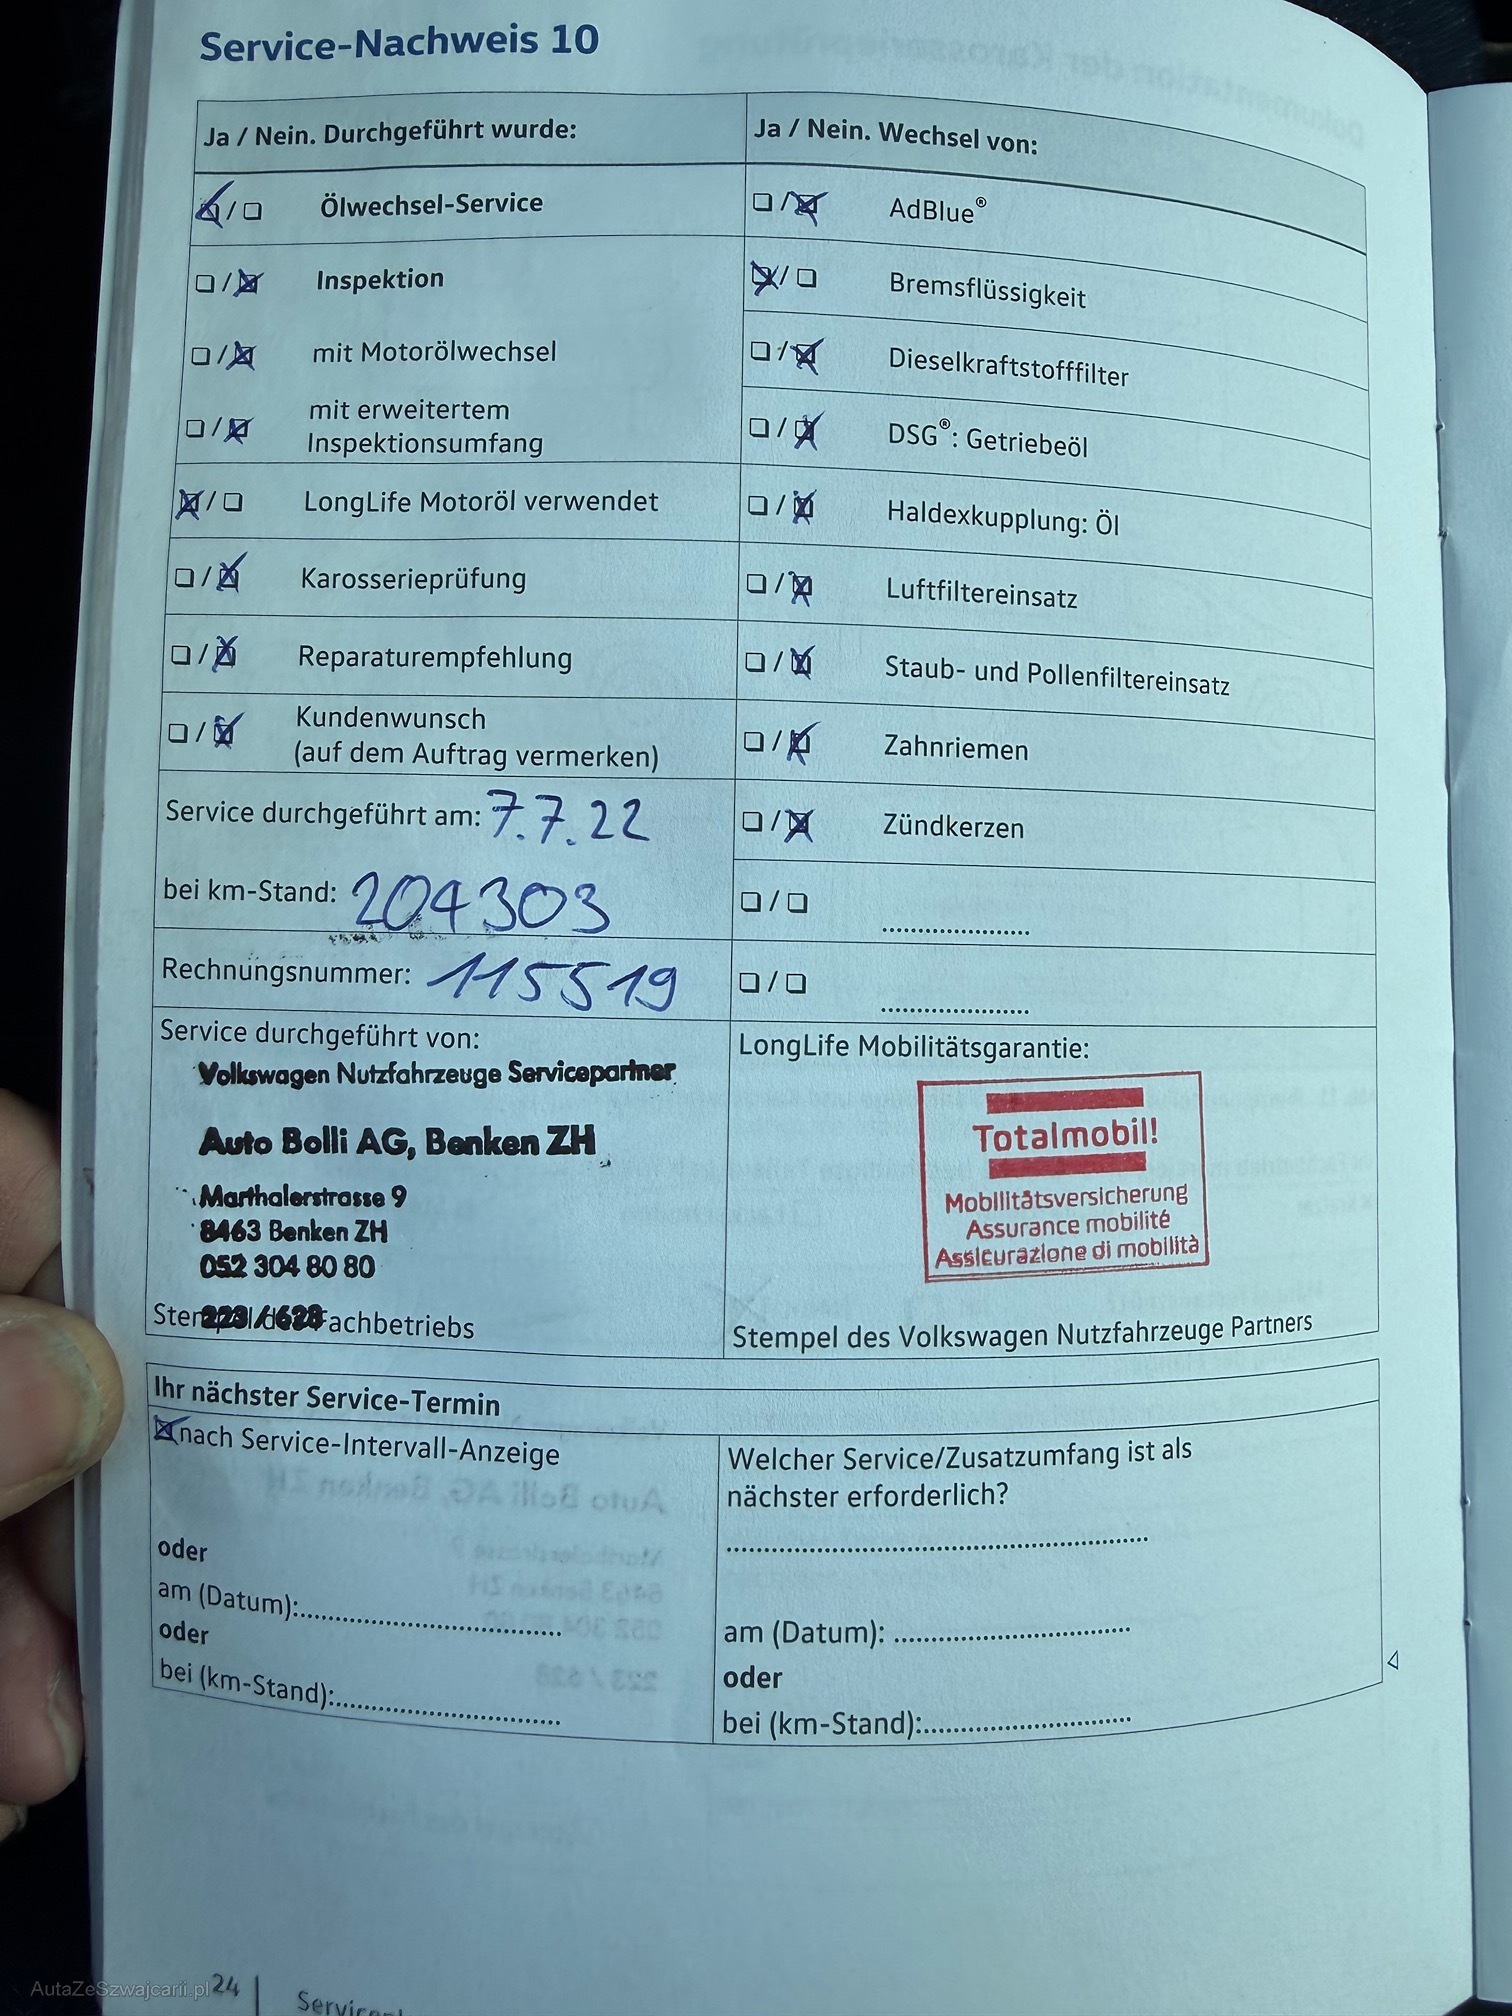 Service-Nachweis 10
Ja / Nein. Durchgeführt wurde:
☒ / ☐ Ölwechsel-Service
☐ / ☒ Inspektion
☐ / ☒ mit Motorölwechsel
☐ / ☒ mit erweitertem
Inspektionsumfang
☒ / ☐ LongLife Motoröl verwendet
☐ / ☒ Karosserieprüfung
☐ / ☒ Reparaturempfehlung
☐ / ☒ Kundenwunsch
(auf dem Auftrag vermerken)
Service durchgeführt am: 7.7.22
bei km-Stand: 204303
Rechnungsnummer: 115519
Service durchgeführt von:
Volkswagen Nutzfahrzeuge Servicepartner
Auto Bolli AG, Benken ZH
Marthalerstrasse 9
8463 Benken ZH
052 304 80 80
223 / 628
Stempel des Fachbetriebs
Ja / Nein. Wechsel von:
☐ / ☒ AdBlue®
☒ / ☐ Bremsflüssigkeit
☐ / ☒ Dieselkraftstofffilter
☐ / ☒ DSG®: Getriebeöl
☐ / ☒ Haldexkupplung: Öl
☐ / ☒ Luftfiltereinsatz
☐ / ☒ Staub- und Pollenfiltereinsatz
☐ / ☒ Zahnriemen
☐ / ☒ Zündkerzen
☐ / ☐ ....................
☐ / ☐ ....................
LongLife Mobilitätsgarantie:
Totalmobil!
Mobilitätsversicherung
Assurance mobilité
Assicurazione di mobilità
Stempel des Volkswagen Nutzfahrzeuge Partners
Ihr nächster Service-Termin
☒ nach Service-Intervall-Anzeige
oder
am (Datum):....................
oder
bei (km-Stand):....................
Welcher Service/Zusatzumfang ist als
nächster erforderlich?
....................
am (Datum): ....................
oder
bei (km-Stand):....................
24
AutaZeSzwajcarii.pl